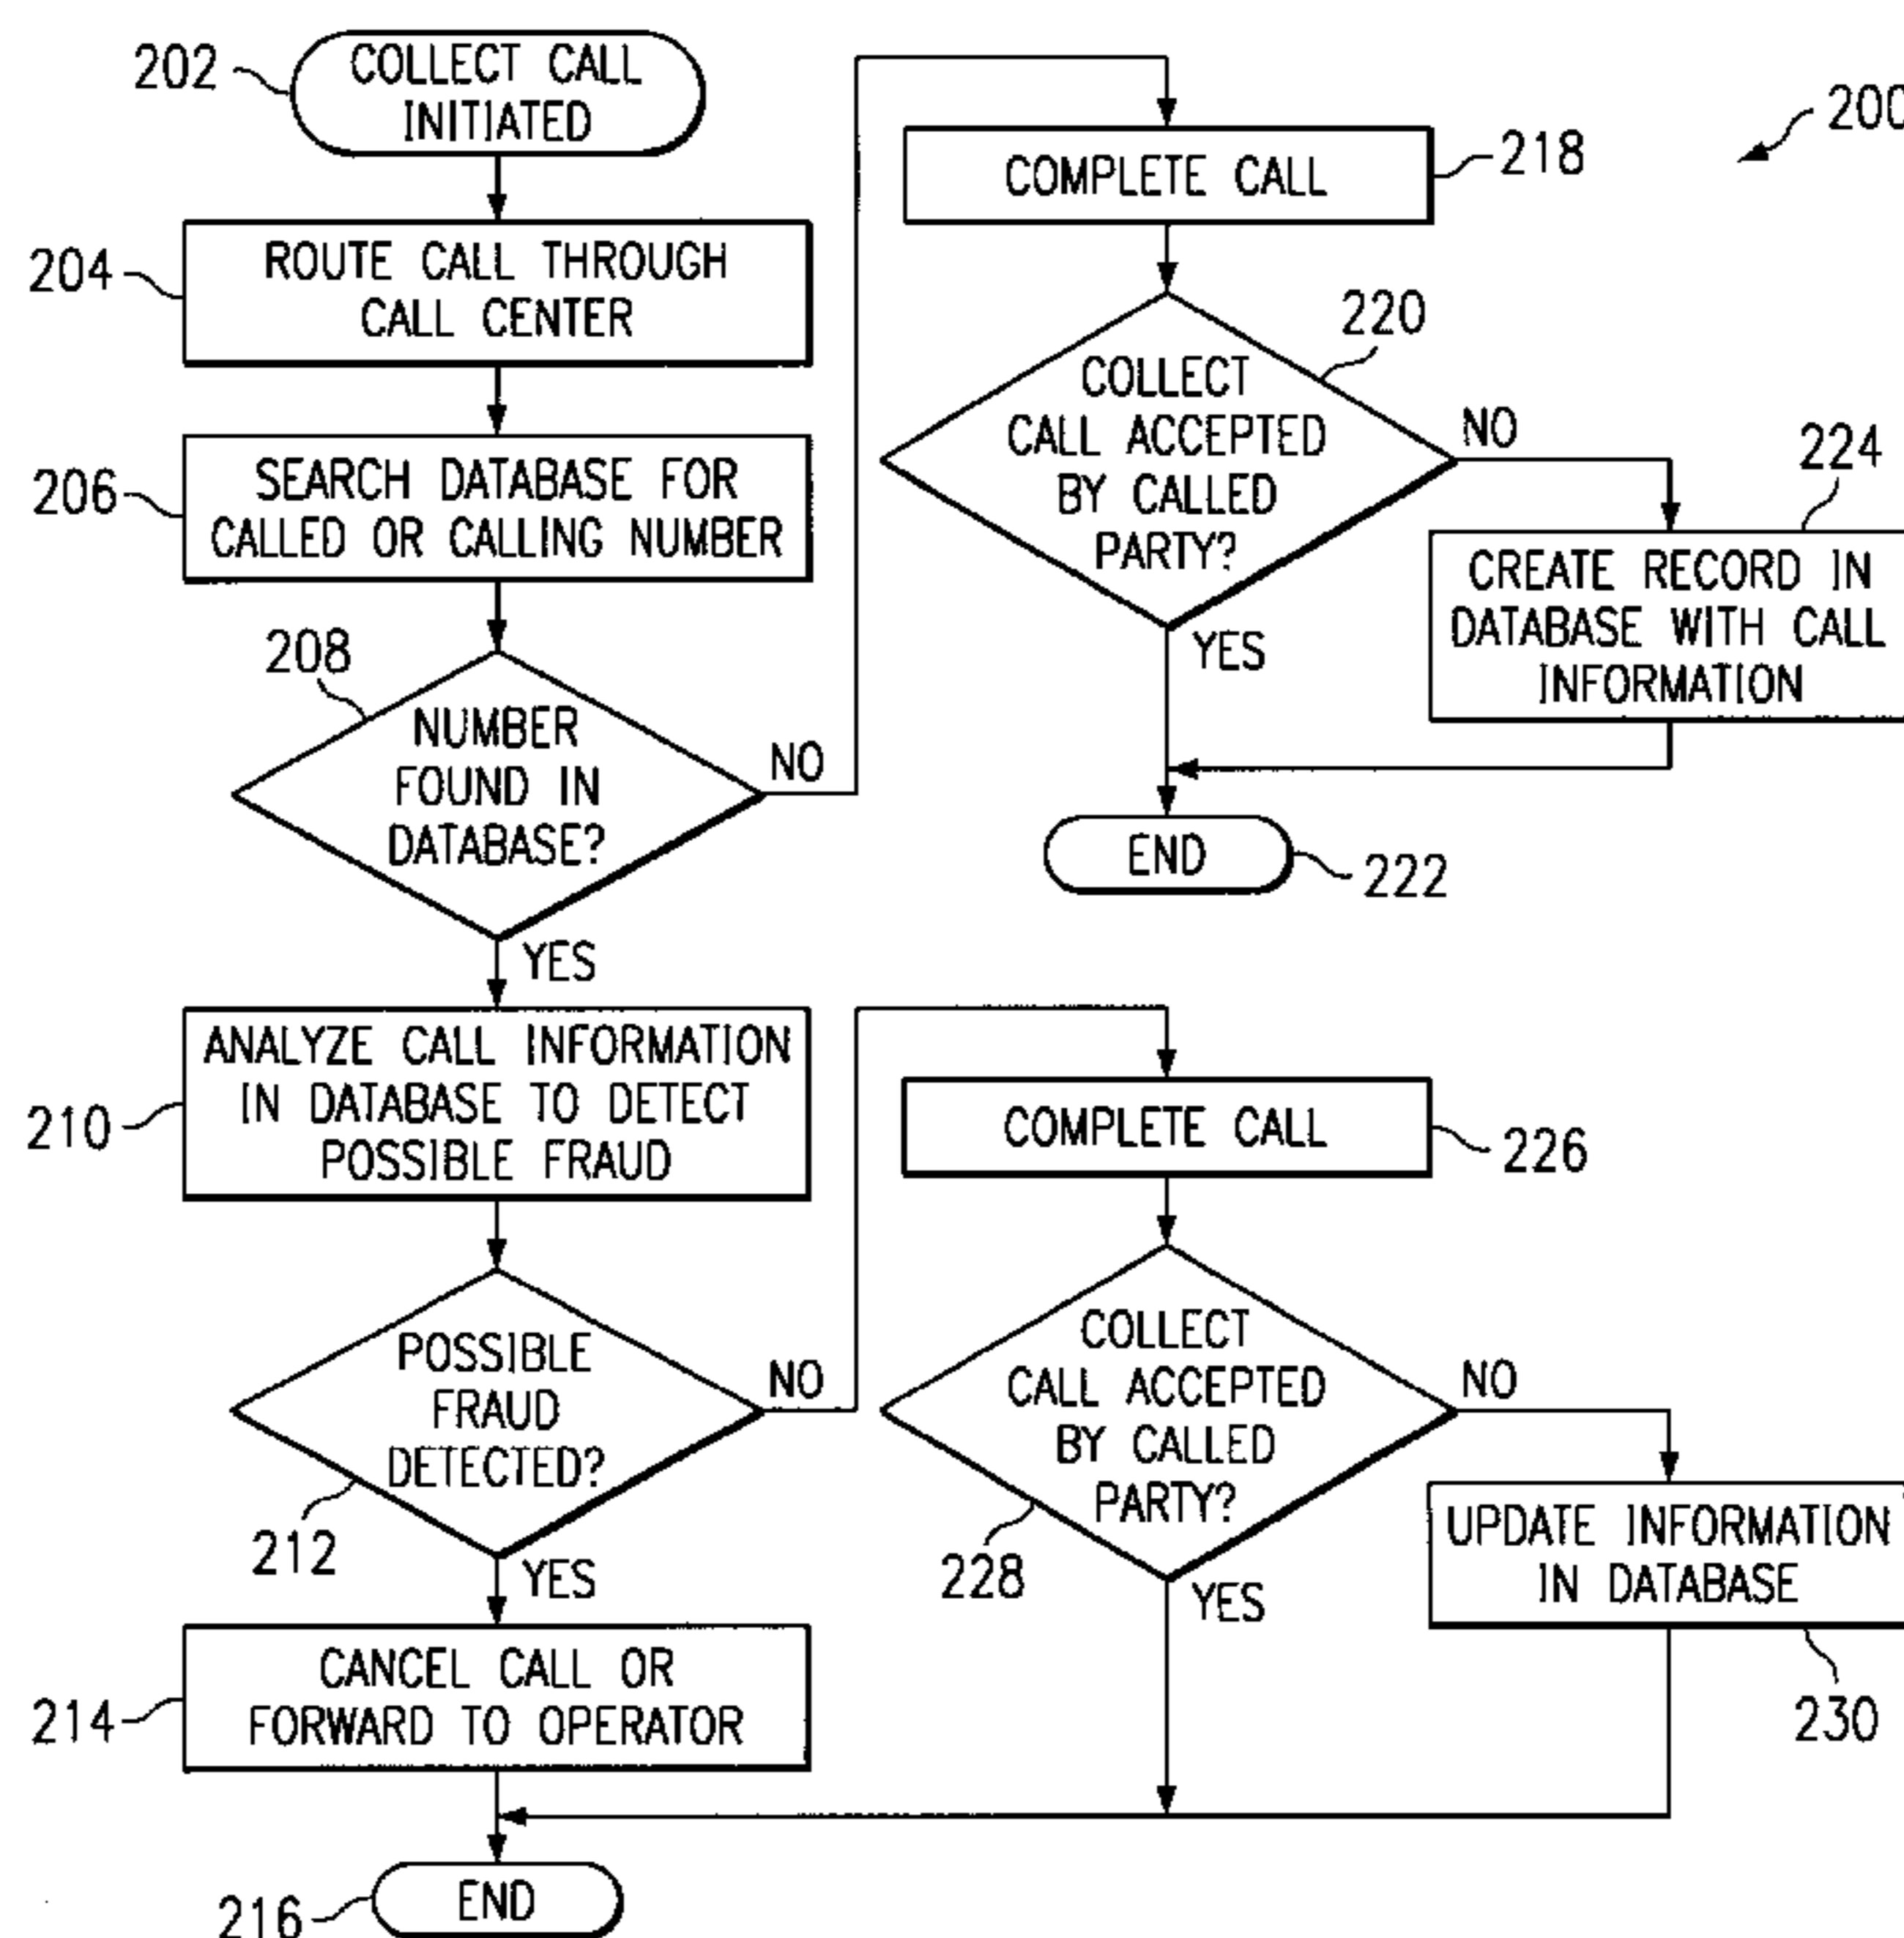 202
COLLECT CALL
INITIATED
204
ROUTE CALL THROUGH
CALL CENTER
206
SEARCH DATABASE FOR
CALLED OR CALLING NUMBER
208
NUMBER
FOUND IN
DATABASE?
NO
YES
210
ANALYZE CALL INFORMATION
IN DATABASE TO DETECT
POSSIBLE FRAUD
POSSIBLE
FRAUD
DETECTED?
NO
212
YES
214
CANCEL CALL OR
FORWARD TO OPERATOR
216
END
200
COMPLETE CALL
218
220
COLLECT
CALL ACCEPTED
BY CALLED
PARTY?
NO
YES
224
CREATE RECORD IN
DATABASE WITH CALL
INFORMATION
END
222
COMPLETE CALL
226
COLLECT
CALL ACCEPTED
BY CALLED
PARTY?
NO
228
YES
UPDATE INFORMATION
IN DATABASE
230